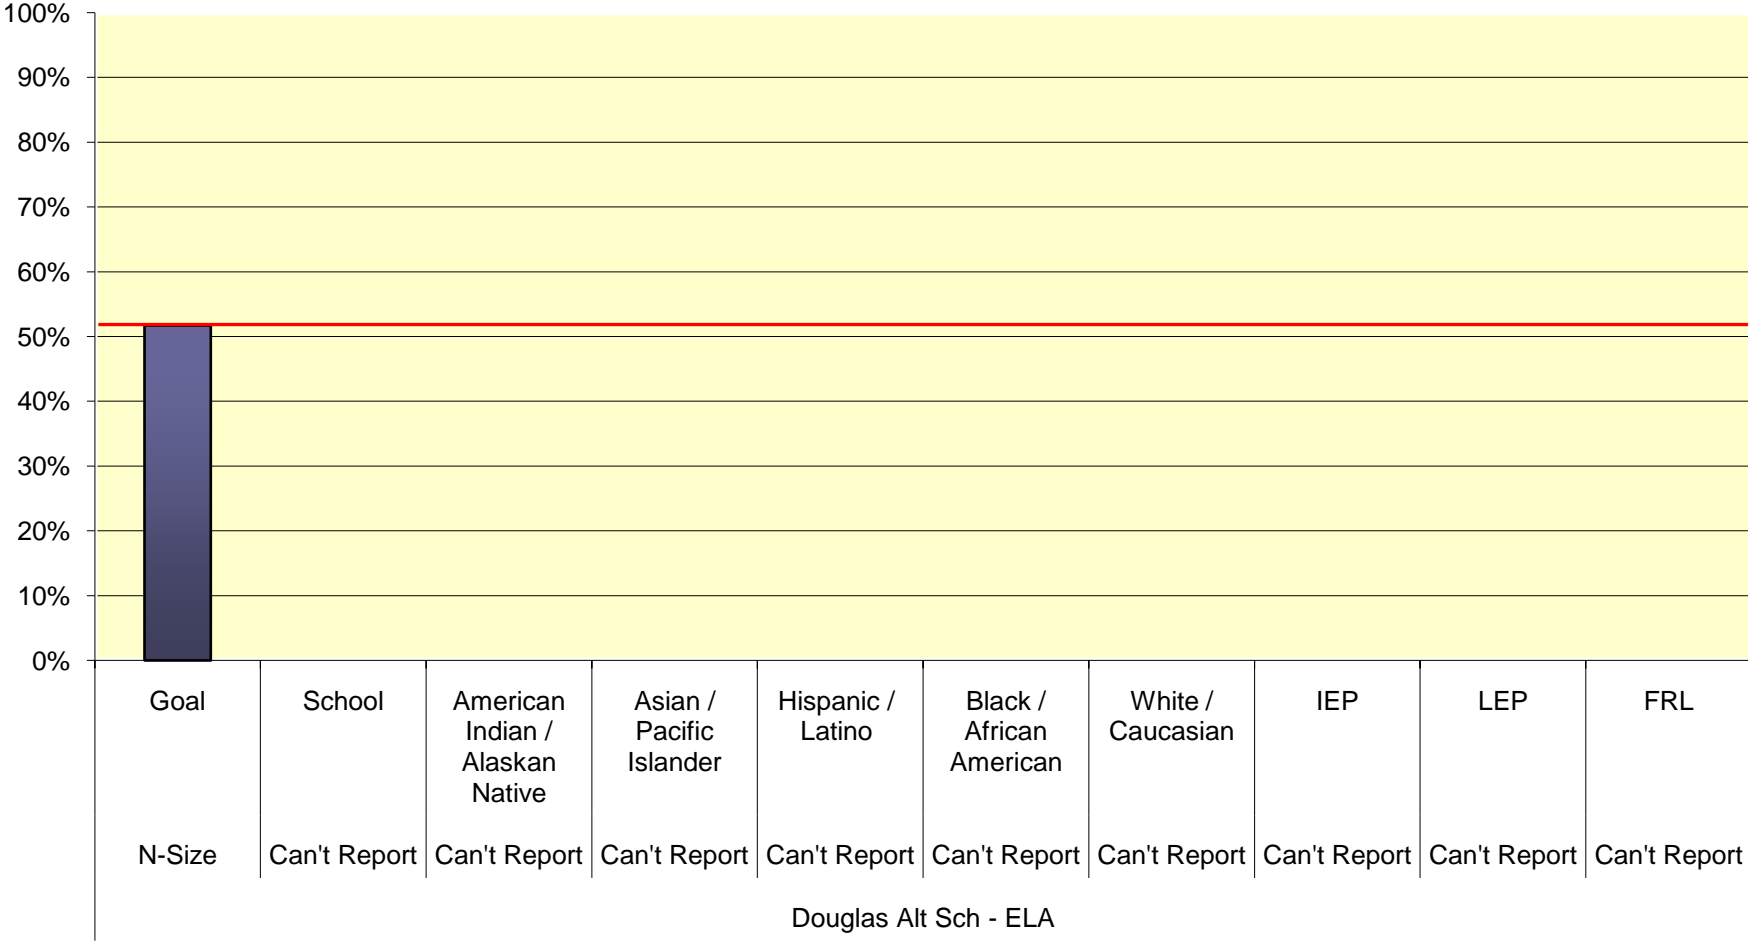 100%
90%
80%
70%
60%
50%
40%
30%
20%
10%
0%
Goal
School
American
Indian /
Alaskan
Native
Asian /
Pacific
Islander
Hispanic /
Latino
Black /
African
American
White /
Caucasian
IEP
LEP
FRL
N-Size
Can't Report
Can't Report
Can't Report
Can't Report
Can't Report
Can't Report
Can't Report
Can't Report
Can't Report
Douglas Alt Sch - ELA